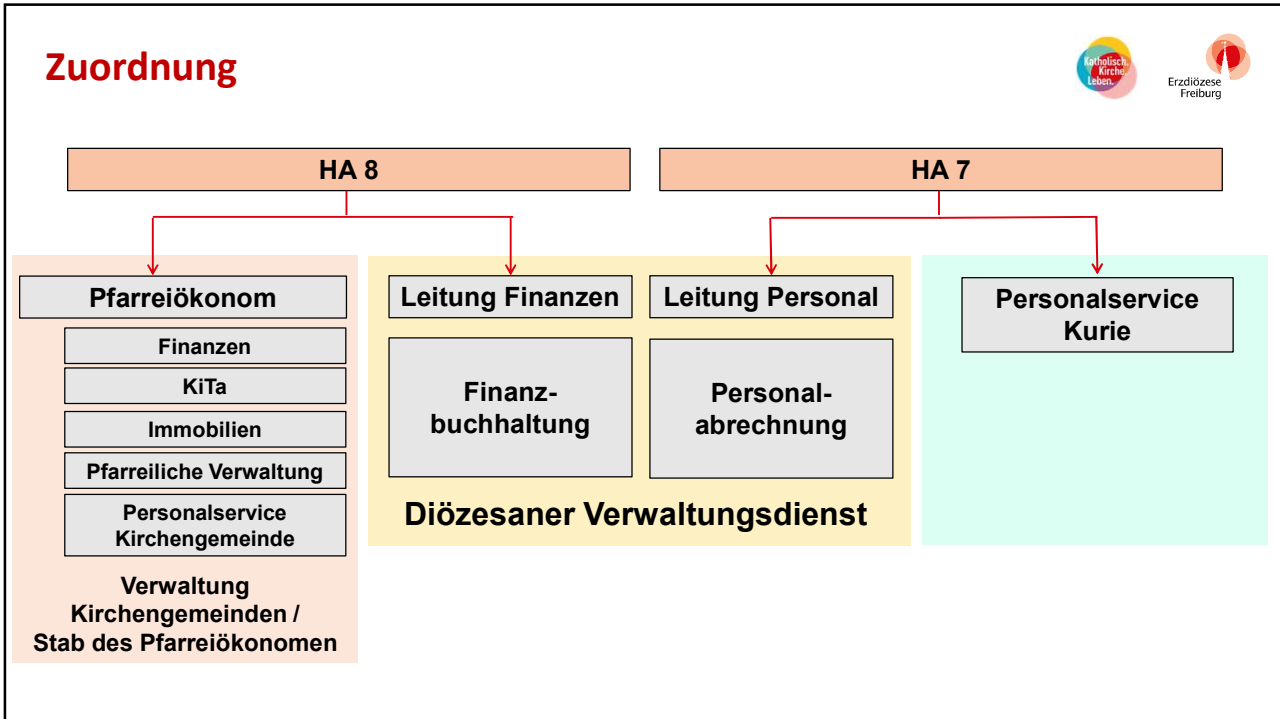 Zuordnung
Katholisch.
Kirche.
Leben.
Erzdiözese
Freiburg
HA 8
HA 7
Pfarreiökonom
Finanzen
KiTa
Immobilien
Pfarreiliche Verwaltung
Personalservice
Kirchengemeinde
Verwaltung
Kirchengemeinden /
Stab des Pfarreiökonomen
Leitung Finanzen
Leitung Personal
Finanz-
buchhaltung
Personal-
abrechnung
Diözesaner Verwaltungsdienst
Personalservice
Kurie